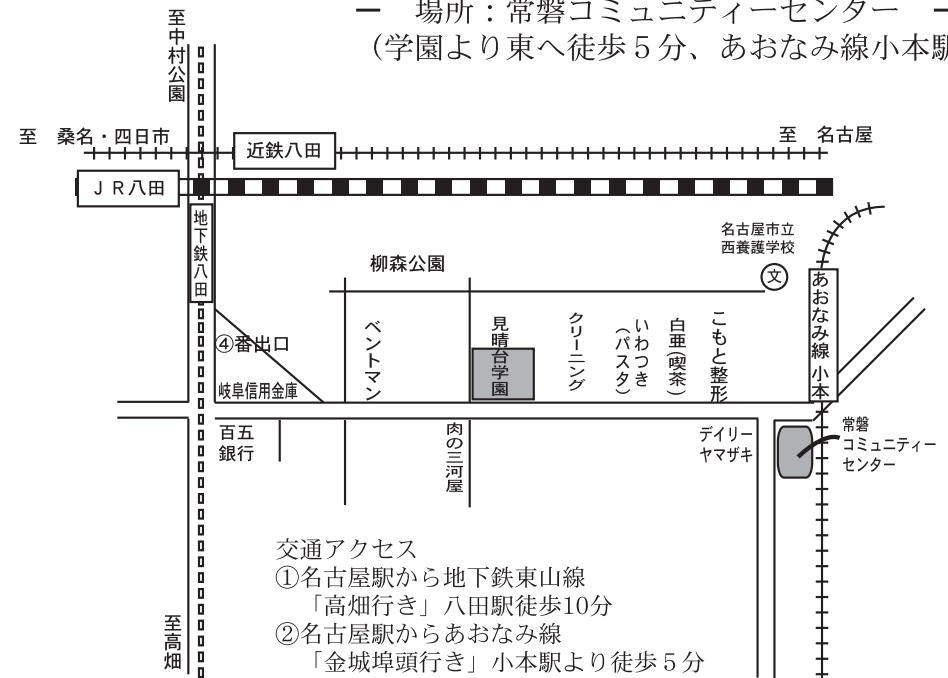 場所：常磐コミュニティーセンター
（学園より東へ徒歩５分、あおなみ線小本駅
至中村公園
至　桑名・四日市
近鉄八田
至　名古屋
ＪＲ八田
地下鉄八田
名古屋市立
西養護学校
文
柳森公園
あおなみ線 小本
④番出口
岐阜信用金庫
ベントマン
見晴台学園
クリーニング
いわつき
（パスタ）
白亜（喫茶）
こもと整形
百五
銀行
肉の三河屋
デイリー
ヤマザキ
常磐
コミュニティー
センター
交通アクセス
①名古屋駅から地下鉄東山線
「高畑行き」八田駅徒歩10分
②名古屋駅からあおなみ線
「金城埠頭行き」小本駅より徒歩５分
至高畑